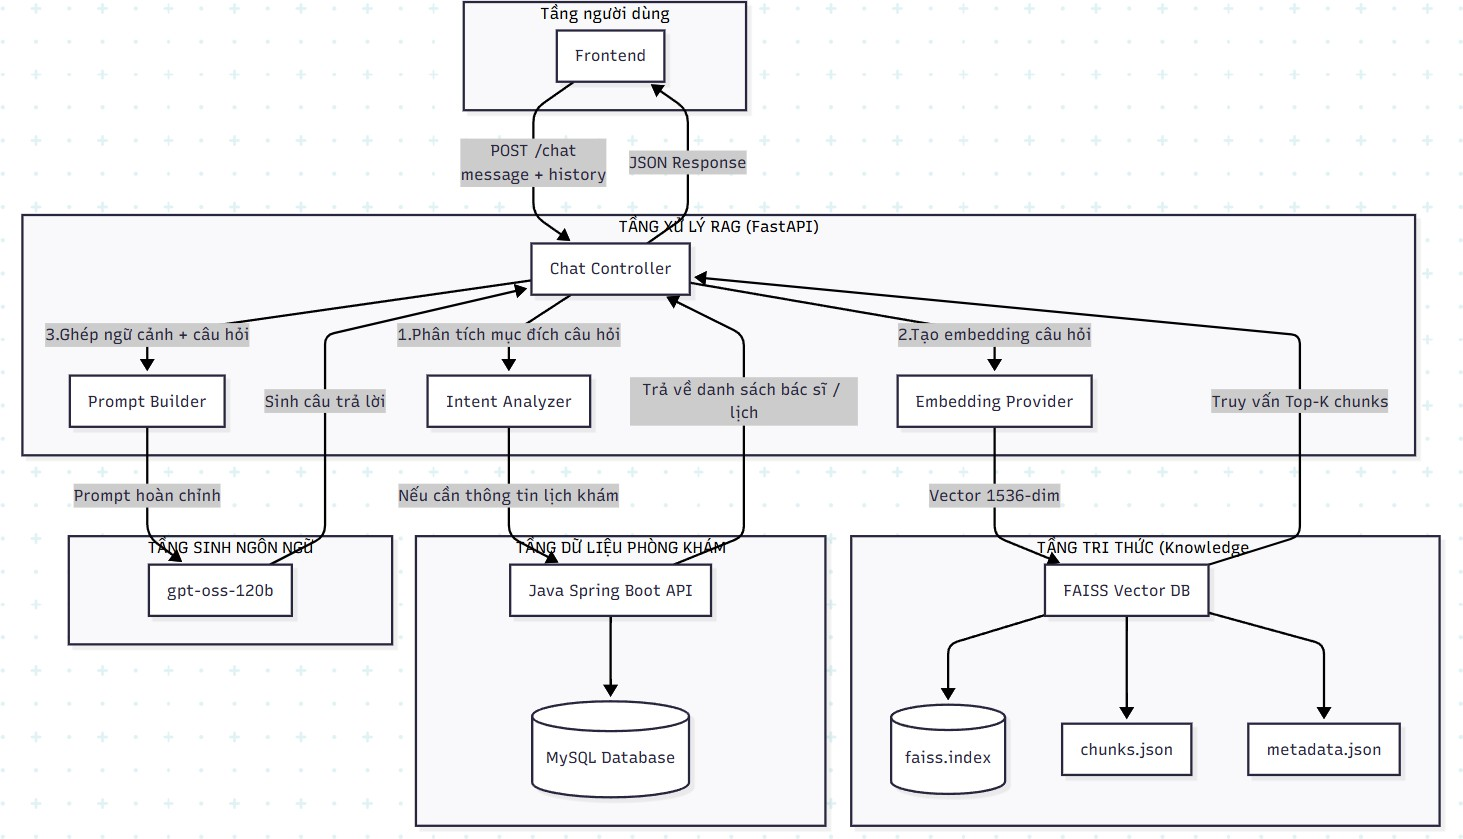 Tầng người dùng
Frontend
POST /chat
message + history
JSON Response
TẦNG XỬ LÝ RAG (FastAPI)
Chat Controller
3.Ghép ngữ cảnh + câu hỏi
1.Phân tích mục đích câu hỏi
2.Tạo embedding câu hỏi
Prompt Builder
Sinh câu trả lời
Intent Analyzer
Trả về danh sách bác sĩ /
lịch
Embedding Provider
Truy vấn Top-K chunks
Prompt hoàn chỉnh
Nếu cần thông tin lịch khám
Vector 1536-dim
TẦNG SINH NGÔN NGỮ
TẦNG DỮ LIỆU PHÒNG KHÁM
TẦNG TRI THỨC (Knowledge
gpt-oss-120b
Java Spring Boot API
FAISS Vector DB
MySQL Database
faiss.index
chunks.json
metadata.json